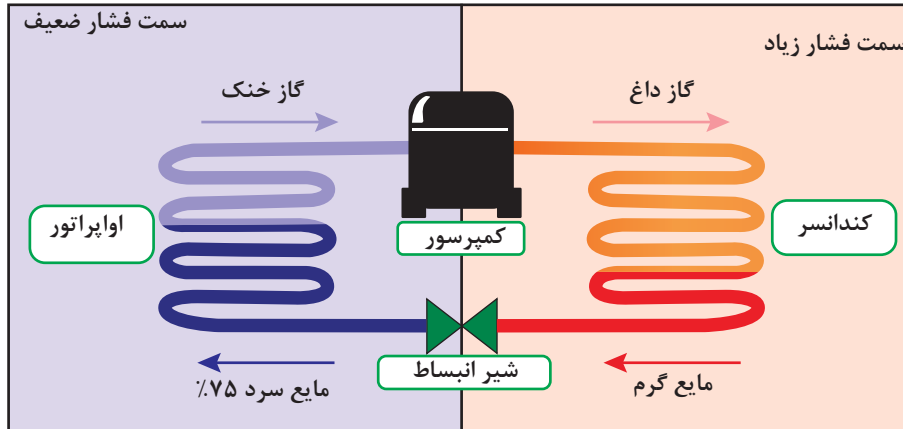 سمت فشار ضعیف
سمت فشار زیاد
گاز داغ
گاز خنک
کندانسر
کمپرسور
اواپراتور
شیر انبساط
مایع گرم
مایع سرد ۷۵٪